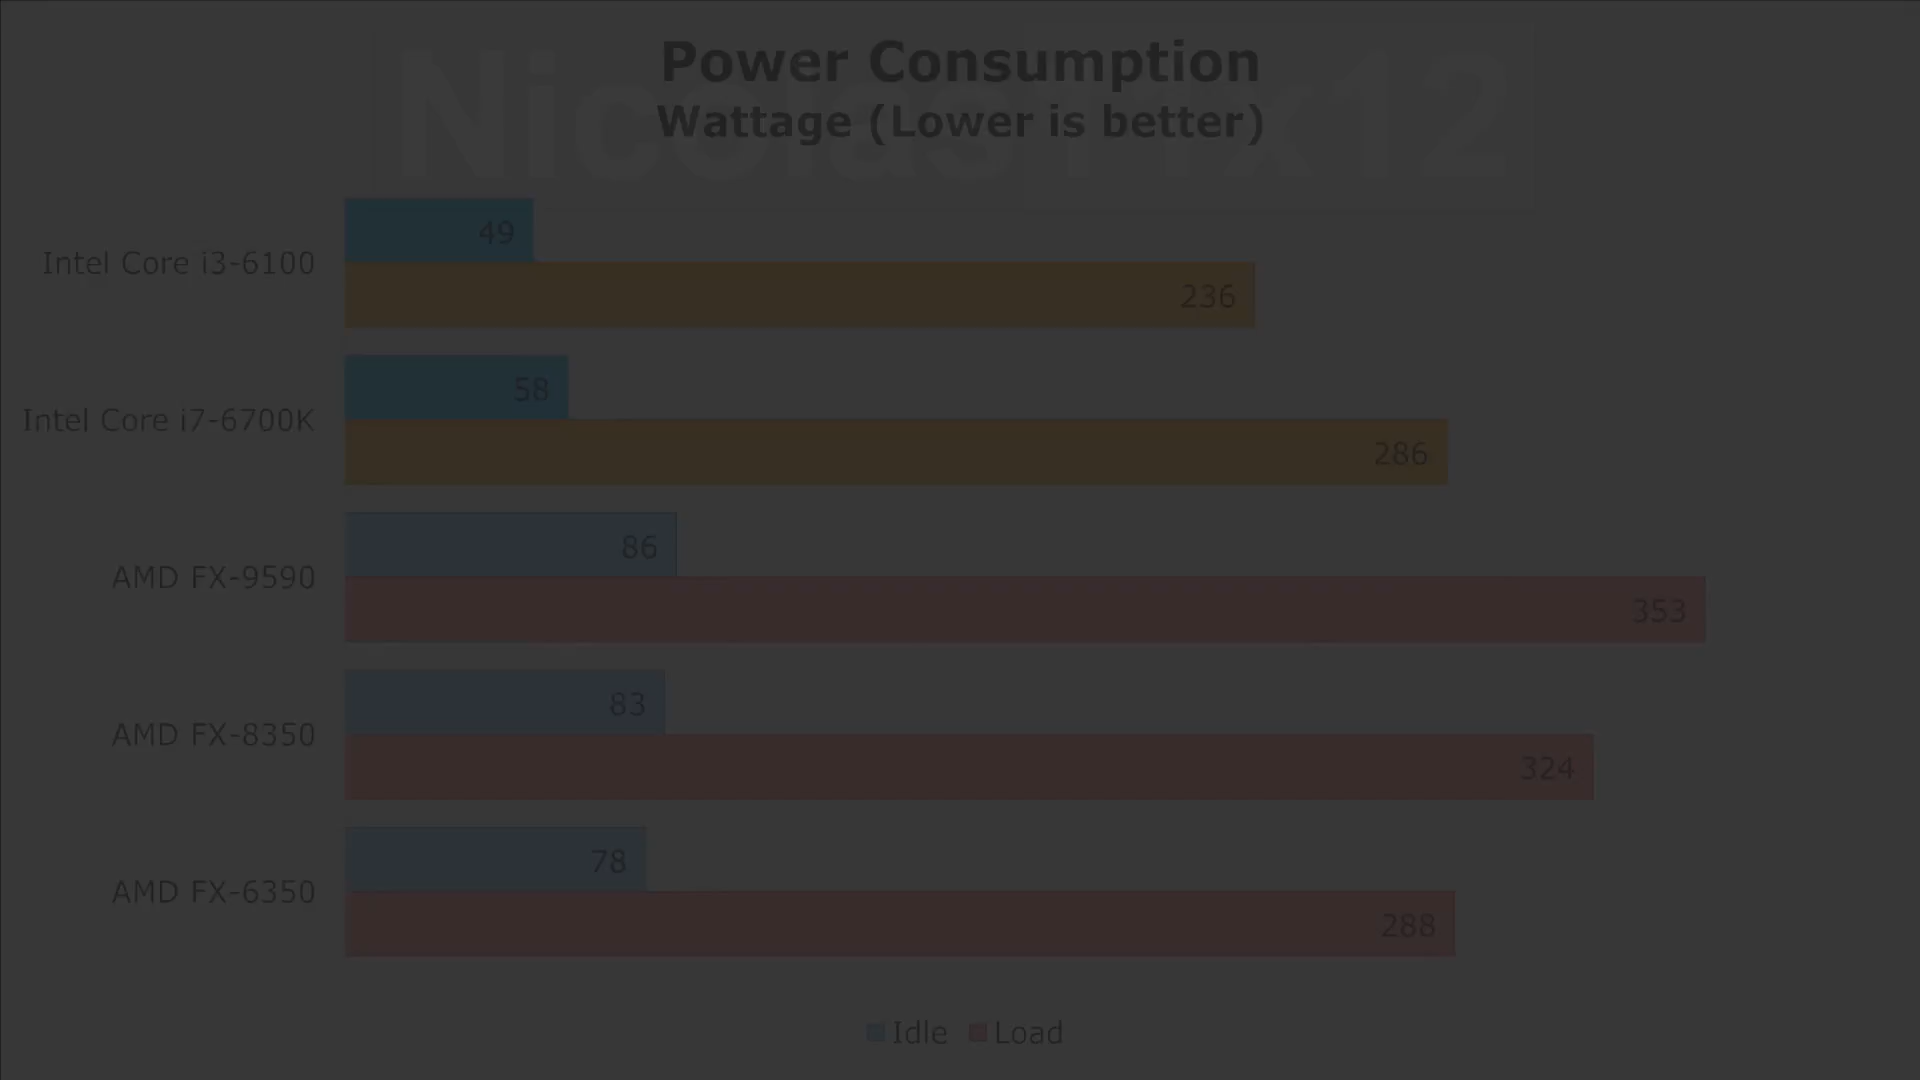 Nicolas11x12
Power Consumption
Wattage (Lower is better)
Intel Core i3-6100
49
236
Intel Core i7-6700K
58
286
AMD FX-9590
86
353
AMD FX-8350
83
324
AMD FX-6350
78
288
Idle
Load